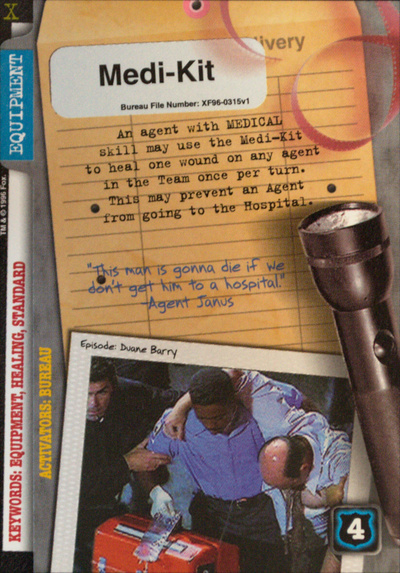 X
EQUIPMENT
TM & © 1996 Fox.
KEYWORDS: EQUIPMENT, HEALING, STANDARD
ACTIVATORS: BUREAU
ivery
Medi-Kit
Bureau File Number: XF96-0315v1
An agent with MEDICAL
skill may use the Medi-Kit
to heal one wound on any agent
in the Team once per turn.
This may prevent an Agent
from going to the Hospital.
"This man is gonna die if we
don't get him to a hospital."
-Agent Janus
Episode: Duane Barry
4